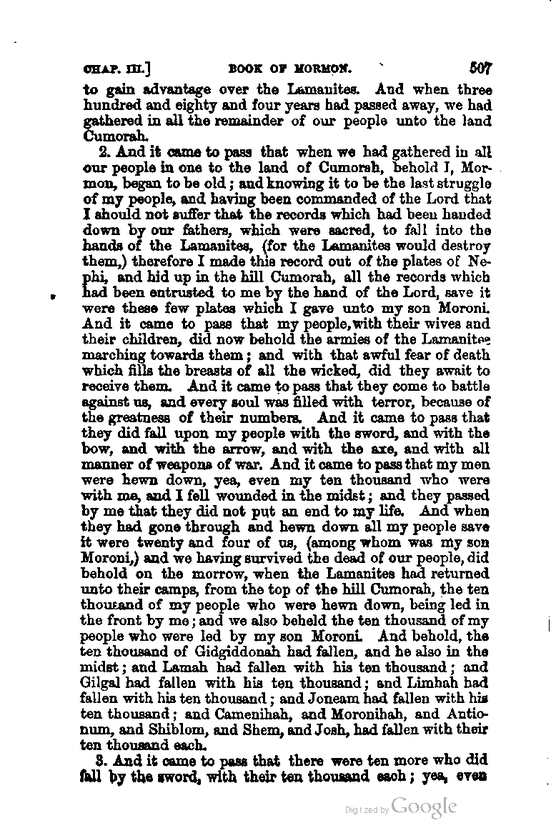 CHAP. III.] BOOK OF MORMON. 507
to gain advantage over the Lamanites. And when three
hundred and eighty and four years had passed away, we had
gathered in all the remainder of our people unto the land
Cumorah.
2. And it came to pass that when we had gathered in all
our people in one to the land of Cumorah, behold I, Mor-
mon, began to be old; and knowing it to be the last struggle
of my people, and having been commanded of the Lord that
I should not suffer that the records which had been handed
down by our fathers, which were sacred, to fall into the
hands of the Lamanites, (for the Lamanites would destroy
them,) therefore I made this record out of the plates of Ne-
phi, and hid up in the hill Cumorah, all the records which
had been entrusted to me by the hand of the Lord, save it
were these few plates which I gave unto my son Moroni.
And it came to pass that my people, with their wives and
their children, did now behold the armies of the Lamanites
marching towards them; and with that awful fear of death
which fills the breasts of all the wicked, did they await to
receive them. And it came to pass that they come to battle
against us, and every soul was filled with terror, because of
the greatness of their numbers. And it came to pass that
they did fall upon my people with the sword, and with the
bow, and with the arrow, and with the axe, and with all
manner of weapons of war. And it came to pass that my men
were hewn down, yea, even my ten thousand who were
with me, and I fell wounded in the midst; and they passed
by me that they did not put an end to my life. And when
they had gone through and hewn down all my people save
it were twenty and four of us, (among whom was my son
Moroni,) and we having survived the dead of our people, did
behold on the morrow, when the Lamanites had returned
unto their camps, from the top of the hill Cumorah, the ten
thousand of my people who were hewn down, being led in
the front by me; and we also beheld the ten thousand of my
people who were led by my son Moroni. And behold, the
ten thousand of Gidgiddonah had fallen, and he also in the
midst; and Lamah had fallen with his ten thousand; and
Gilgal had fallen with his ten thousand; and Limhah had
fallen with his ten thousand; and Joneam had fallen with his
ten thousand; and Camenihah, and Moronihah, and Antio-
num, and Shiblom, and Shem, and Josh, had fallen with their
ten thousand each.
3. And it came to pass that there were ten more who did
fall by the sword, with their ten thousand each; yea, even
Digitized by Google